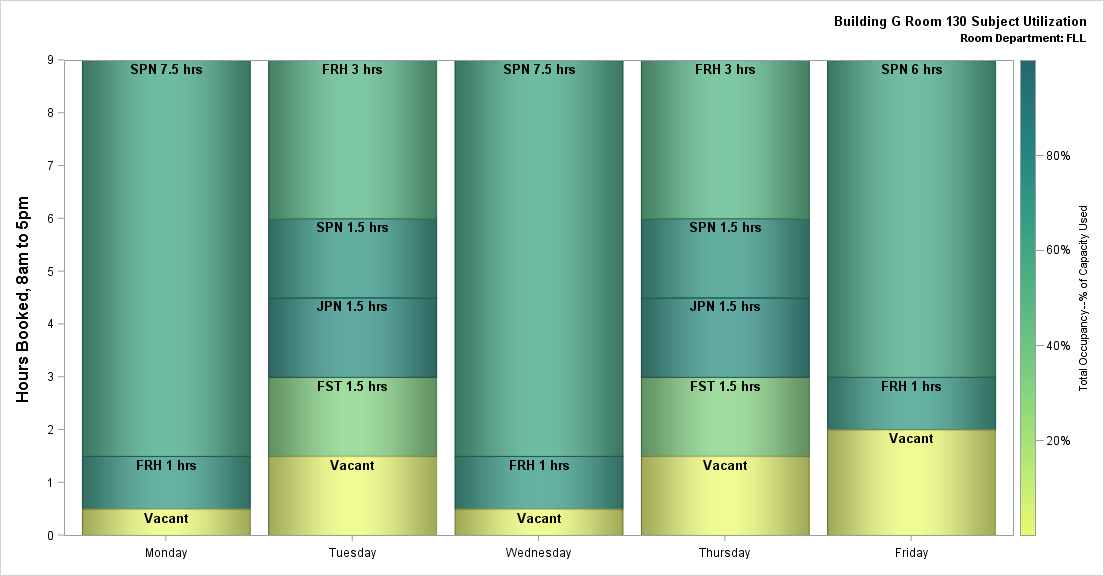 Building G Room 130 Subject Utilization
Room Department: FLL
Hours Booked, 8am to 5pm
9
8
7
6
5
4
3
2
1
0
SPN 7.5 hrs
FRH 1 hrs
Vacant
FRH 3 hrs
SPN 1.5 hrs
JPN 1.5 hrs
FST 1.5 hrs
Vacant
SPN 7.5 hrs
FRH 1 hrs
Vacant
FRH 3 hrs
SPN 1.5 hrs
JPN 1.5 hrs
FST 1.5 hrs
Vacant
SPN 6 hrs
FRH 1 hrs
Vacant
Monday
Tuesday
Wednesday
Thursday
Friday
80%
60%
40%
20%
Total Occupancy--% of Capacity Used